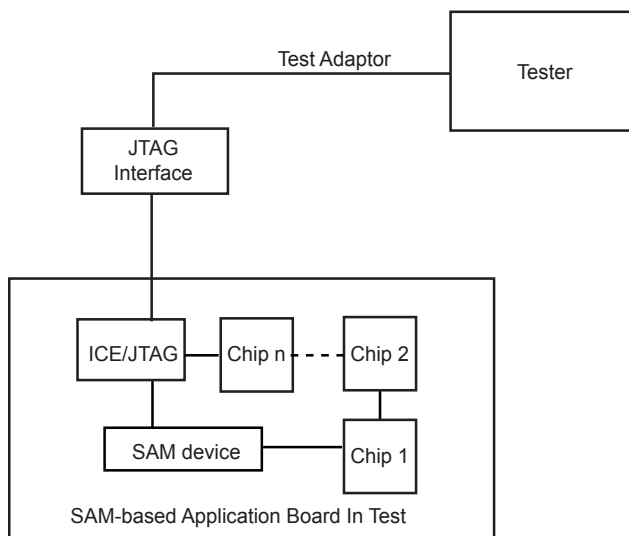 Test Adaptor
Tester
JTAG
Interface
ICE/JTAG
Chip n
Chip 2
SAM device
Chip 1
SAM-based Application Board In Test